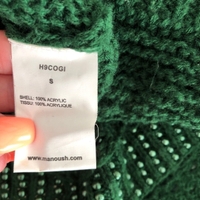 H9COGI
S
SHELL: 100% ACRYLIC
TISSU: 100% ACRYLIQUE
www.nanoush.com